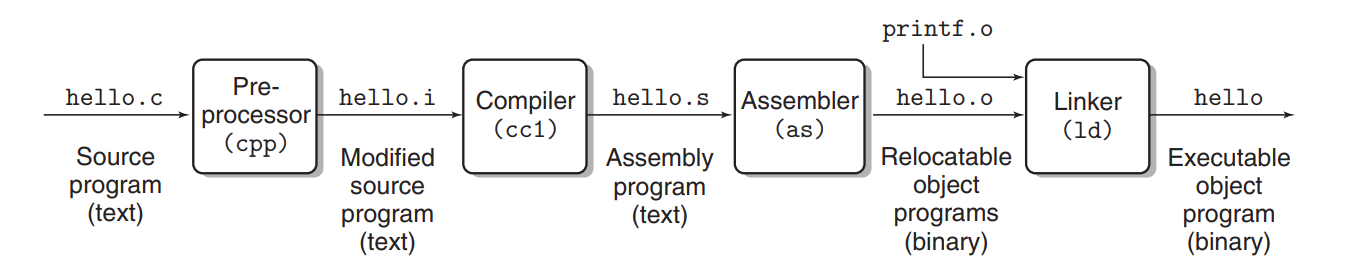 printf.o
hello.c
Pre-
processor
(cpp)
hello.i
Compiler
(cc1)
hello.s
Assembler
(as)
hello.o
Linker
(ld)
hello
Source
program
(text)
Modified
source
program
(text)
Assembly
program
(text)
Relocatable
object
programs
(binary)
Executable
object
program
(binary)